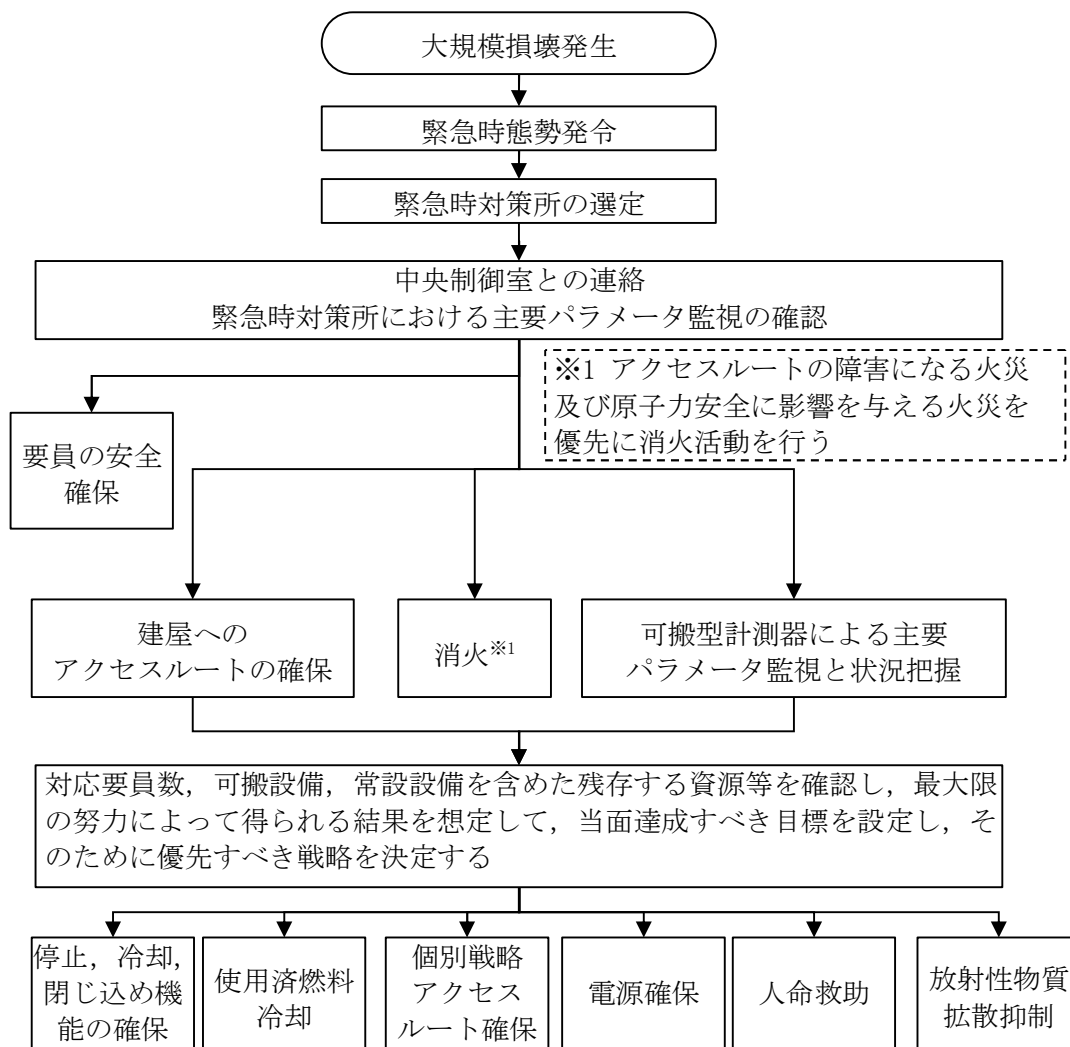 大規模損壊発生
緊急時態勢発令
緊急時対策所の選定
中央制御室との連絡
緊急時対策所における主要パラメータ監視の確認
※1 アクセスルートの障害になる火災
及び原子力安全に影響を与える火災を
優先に消火活動を行う
要員の安全
確保
建屋への
アクセスルートの確保
消火※1
可搬型計測器による主要
パラメータ監視と状況把握
対応要員数，可搬設備，常設設備を含めた残存する資源等を確認し，最大限
の努力によって得られる結果を想定して，当面達成すべき目標を設定し，そ
のために優先すべき戦略を決定する
停止，冷却，
閉じ込め機
能の確保
使用済燃料
冷却
個別戦略
アクセス
ルート確保
電源確保
人命救助
放射性物質
拡散抑制